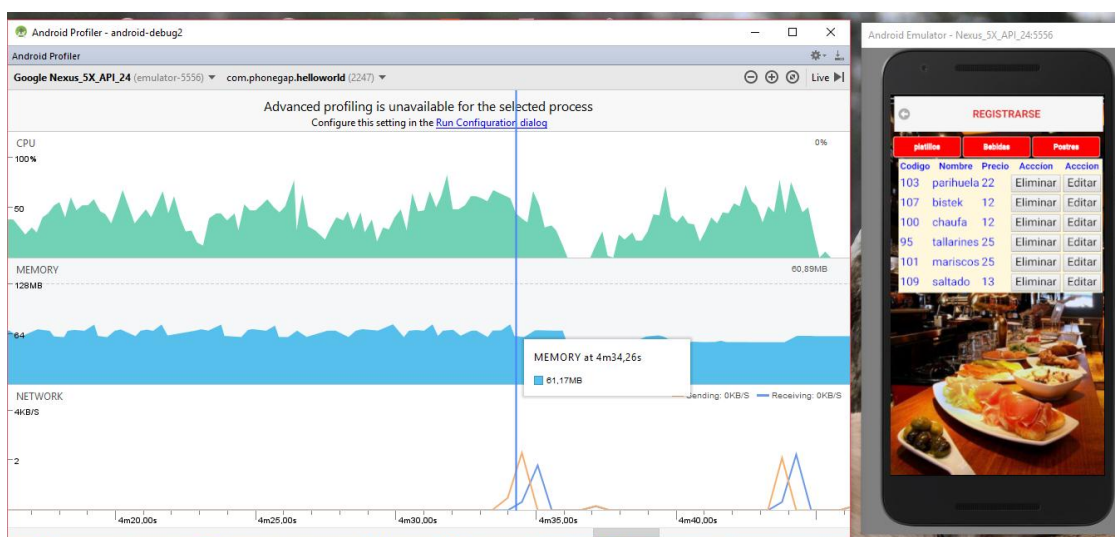 Android Profiler - android-debug2
Android Profiler
Google Nexus_5X_API_24 (emulator-5556) com.phonegap.helloworld (2247) Live
Advanced profiling is unavailable for the selected process
Configure this setting in the Run Configuration dialog
CPU 0%
100%
50
MEMORY 60,89MB
128MB
64
MEMORY at 4m34,26s
61,17MB
NETWORK Sending: 0KB/S Receiving: 0KB/S
4KB/S
2
4m20,00s 4m25,00s 4m30,00s 4m35,00s 4m40,00s
Android Emulator - Nexus_5X_API_24:5556
REGISTRARSE
platillos Bebidas Postres
Codigo Nombre Precio Acccion Acccion
103 parihuela 22 Eliminar Editar
107 bistek 12 Eliminar Editar
100 chaufa 12 Eliminar Editar
95 tallarines 25 Eliminar Editar
101 mariscos 25 Eliminar Editar
109 saltado 13 Eliminar Editar